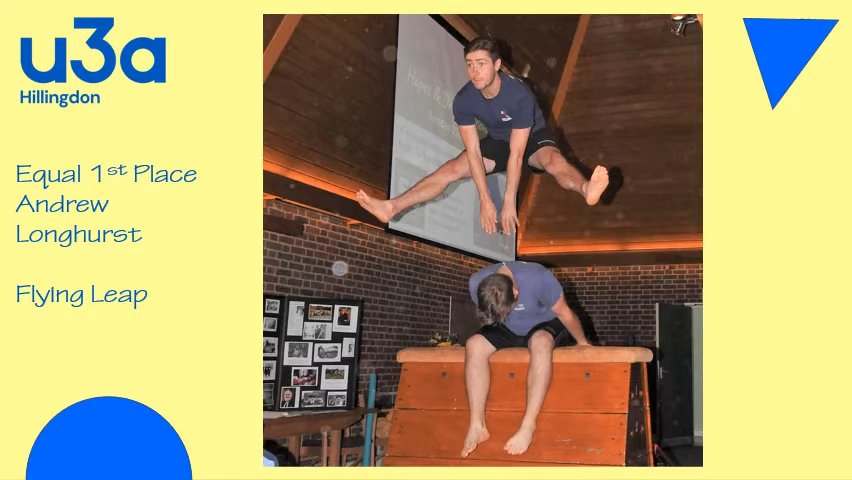 u3a
Hillingdon
Equal 1st Place
Andrew
Longhurst
Flying Leap